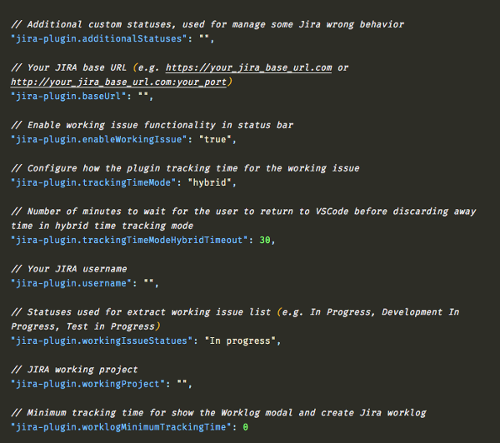 // Additional custom statuses, used for manage some Jira wrong behavior
"jira-plugin.additionalStatuses": "",
// Your JIRA base URL (e.g. https://your_jira_base_url.com or
http://your_jira_base_url.com:your_port)
"jira-plugin.baseUrl": "",
// Enable working issue functionality in status bar
"jira-plugin.enableWorkingIssue": "true",
// Configure how the plugin tracking time for the working issue
"jira-plugin.trackingTimeMode": "hybrid",
// Number of minutes to wait for the user to return to VSCode before discarding away
time in hybrid time tracking mode
"jira-plugin.trackingTimeModeHybridTimeout": 30,
// Your JIRA username
"jira-plugin.username": "",
// Statuses used for extract working issue list (e.g. In Progress, Development In
Progress, Test in Progress)
"jira-plugin.workingIssueStatues": "In progress",
// JIRA working project
"jira-plugin.workingProject": "",
// Minimum tracking time for show the Worklog modal and create Jira worklog
"jira-plugin.worklogMinimumTrackingTime": 0